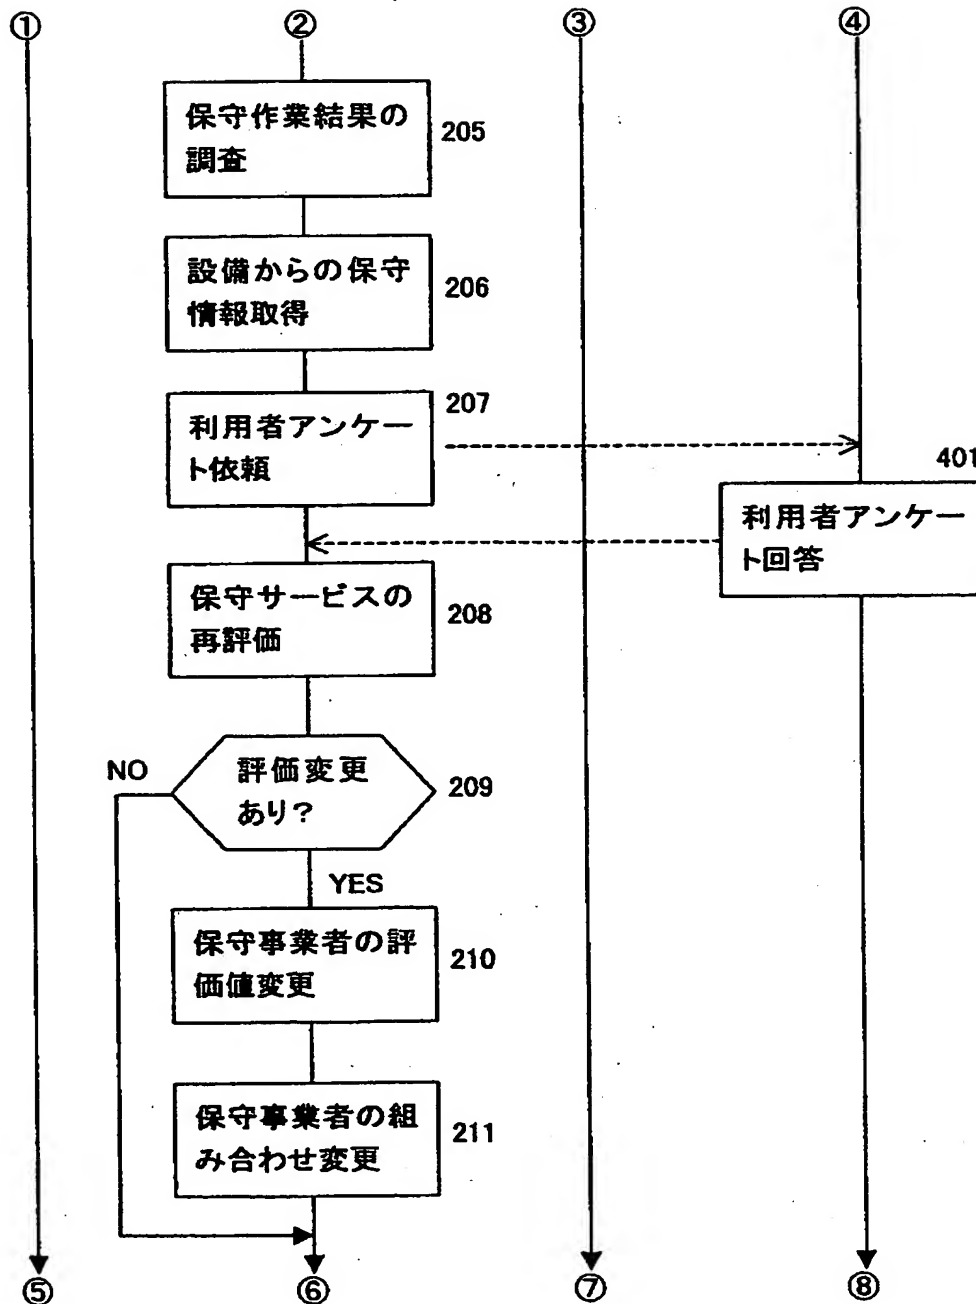 ① ② ③ ④
保守作業結果の
調査
205
設備からの保守
情報取得
206
利用者アンケー
ト依頼
207
401
利用者アンケー
ト回答
保守サービスの
再評価
208
NO
評価変更
あり?
209
YES
保守事業者の評
価値変更
210
保守事業者の組
み合わせ変更
211
⑤ ⑥ ⑦ ⑧